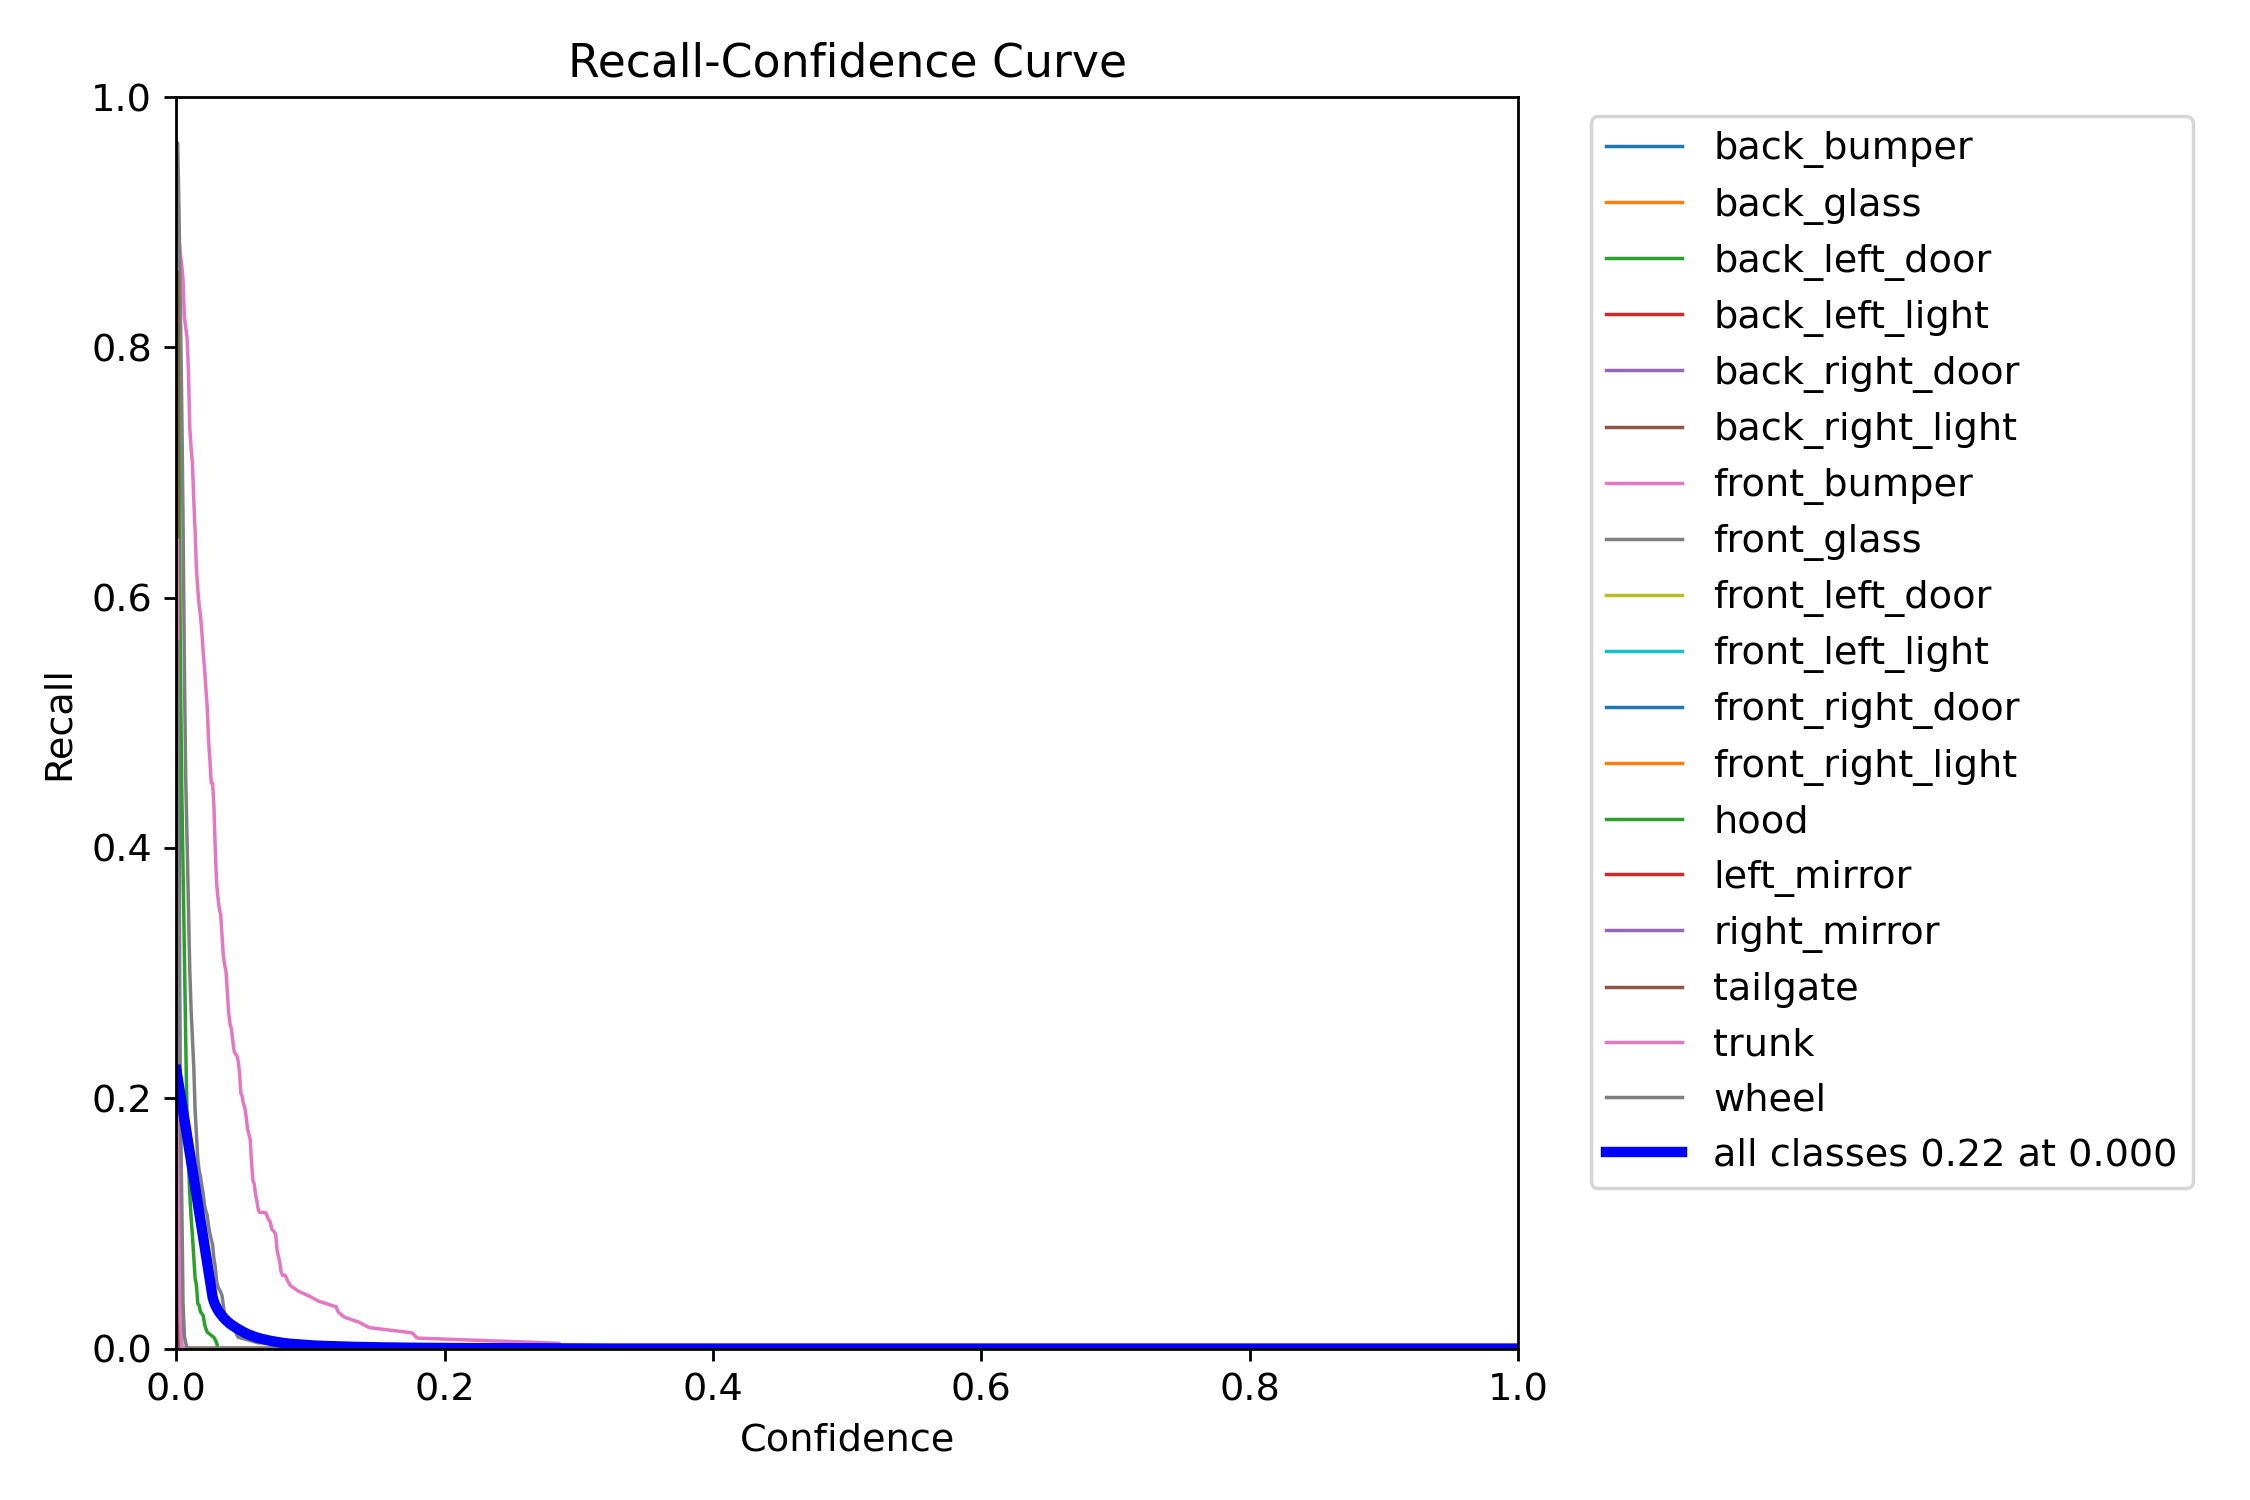 Recall-Confidence Curve
1.0
0.8
0.6
0.4
0.2
0.0
Recall
0.0 0.2 0.4 0.6 0.8 1.0
Confidence
back_bumper
back_glass
back_left_door
back_left_light
back_right_door
back_right_light
front_bumper
front_glass
front_left_door
front_left_light
front_right_door
front_right_light
hood
left_mirror
right_mirror
tailgate
trunk
wheel
all classes 0.22 at 0.000